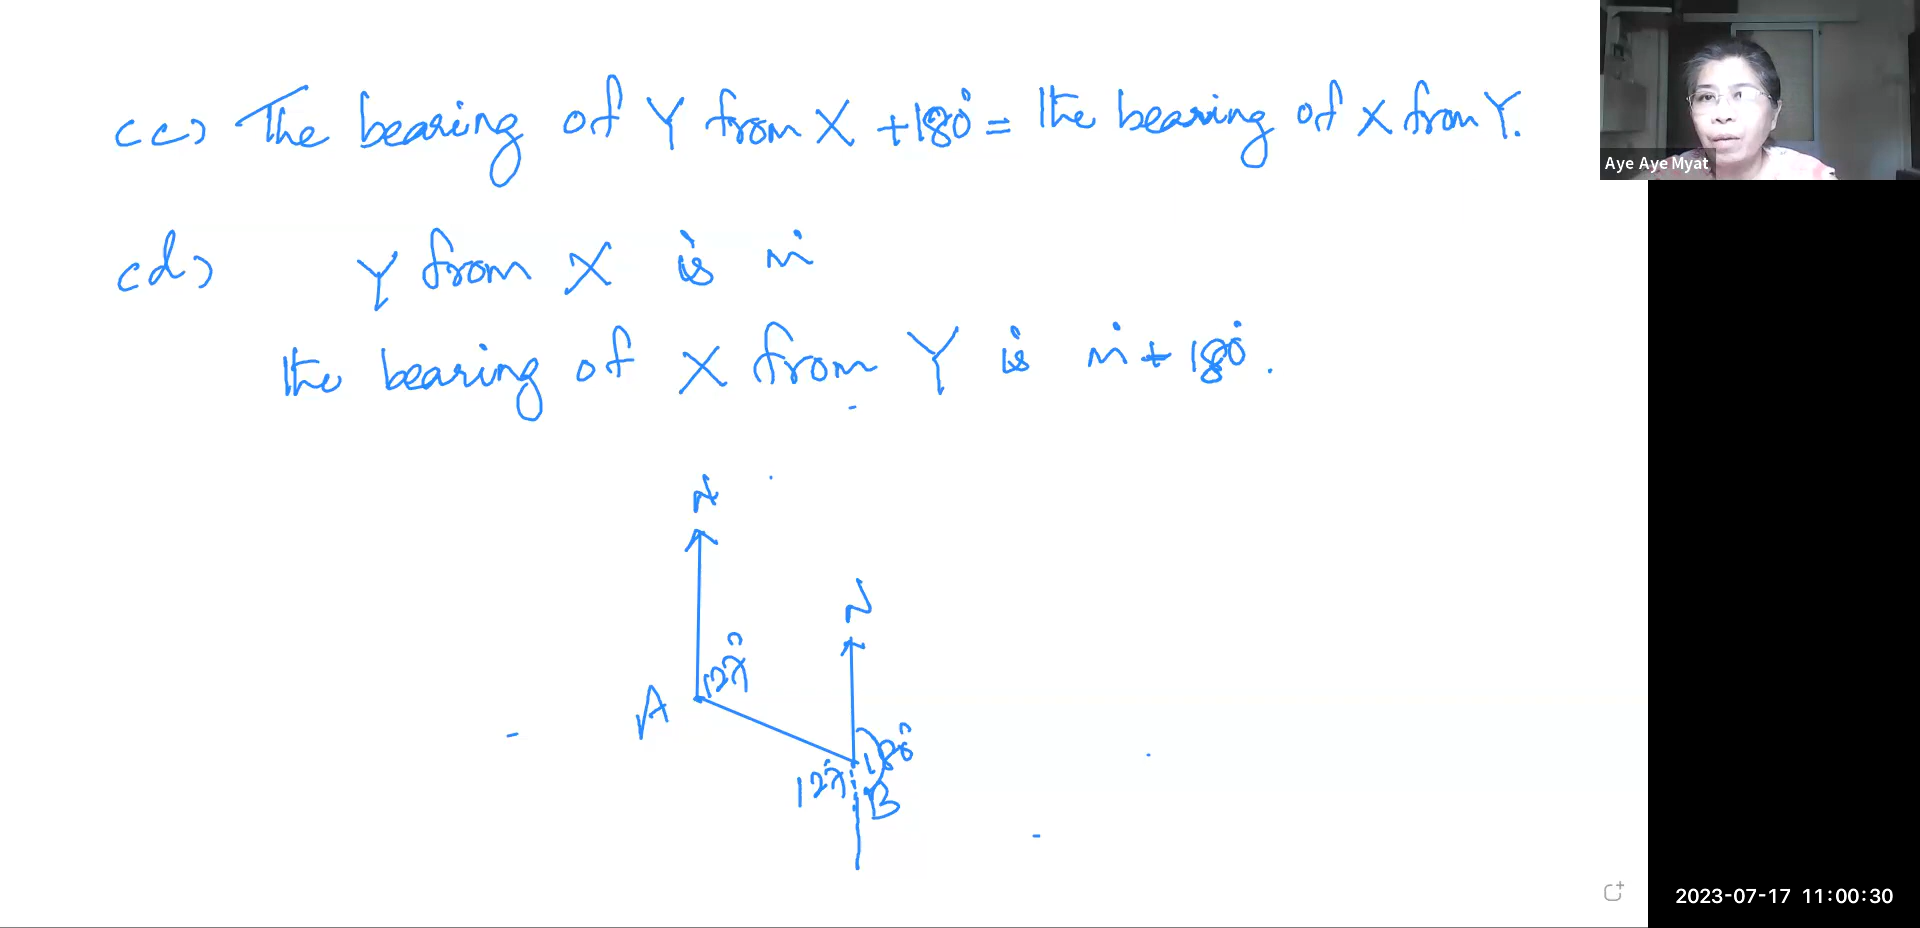 (c) The bearing of Y from X + 180° = the bearing of X from Y.
Aye Aye Myat
(d) Y from X is m°
the bearing of X from Y is m° + 180°.
N
N
127°
A
180°
127°
B
2023-07-17 11:00:30